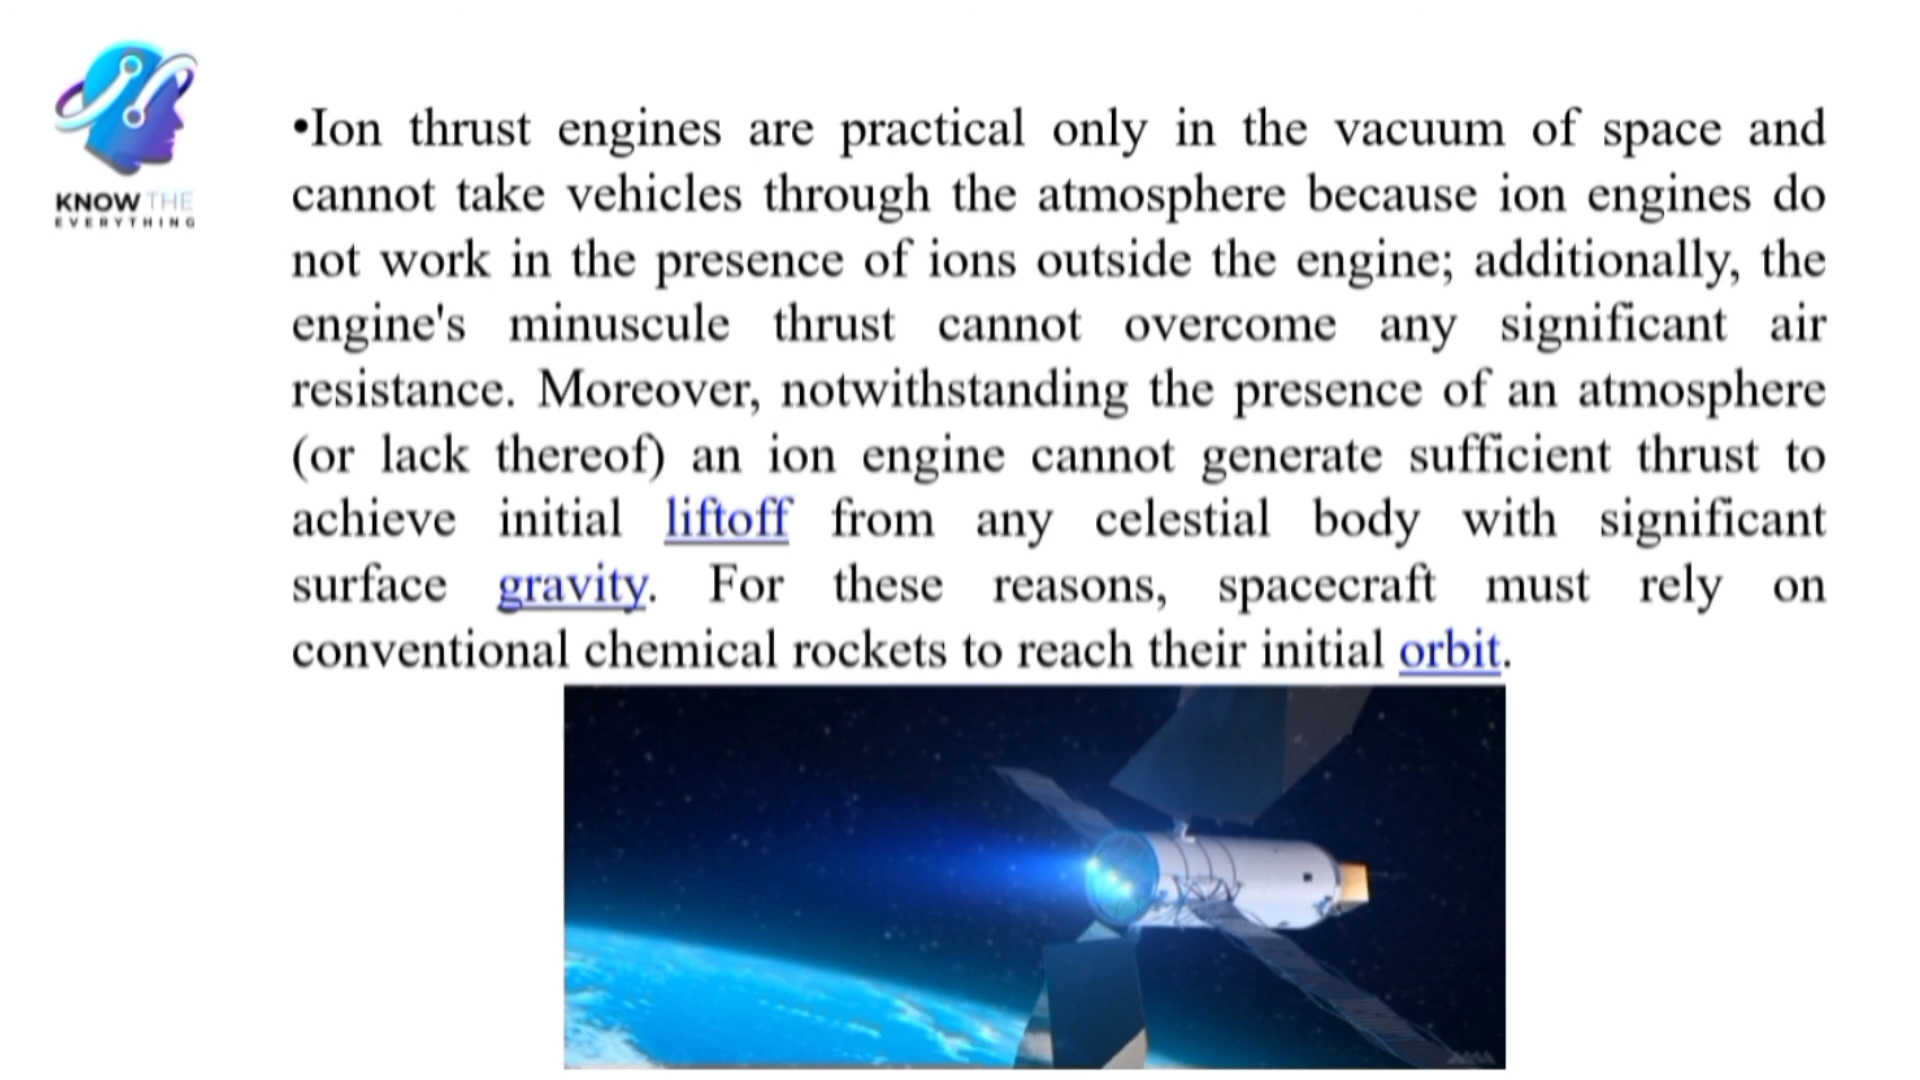 KNOW THE
EVERYTHING
•Ion thrust engines are practical only in the vacuum of space and
cannot take vehicles through the atmosphere because ion engines do
not work in the presence of ions outside the engine; additionally, the
engine's minuscule thrust cannot overcome any significant air
resistance. Moreover, notwithstanding the presence of an atmosphere
(or lack thereof) an ion engine cannot generate sufficient thrust to
achieve initial liftoff from any celestial body with significant
surface gravity. For these reasons, spacecraft must rely on
conventional chemical rockets to reach their initial orbit.